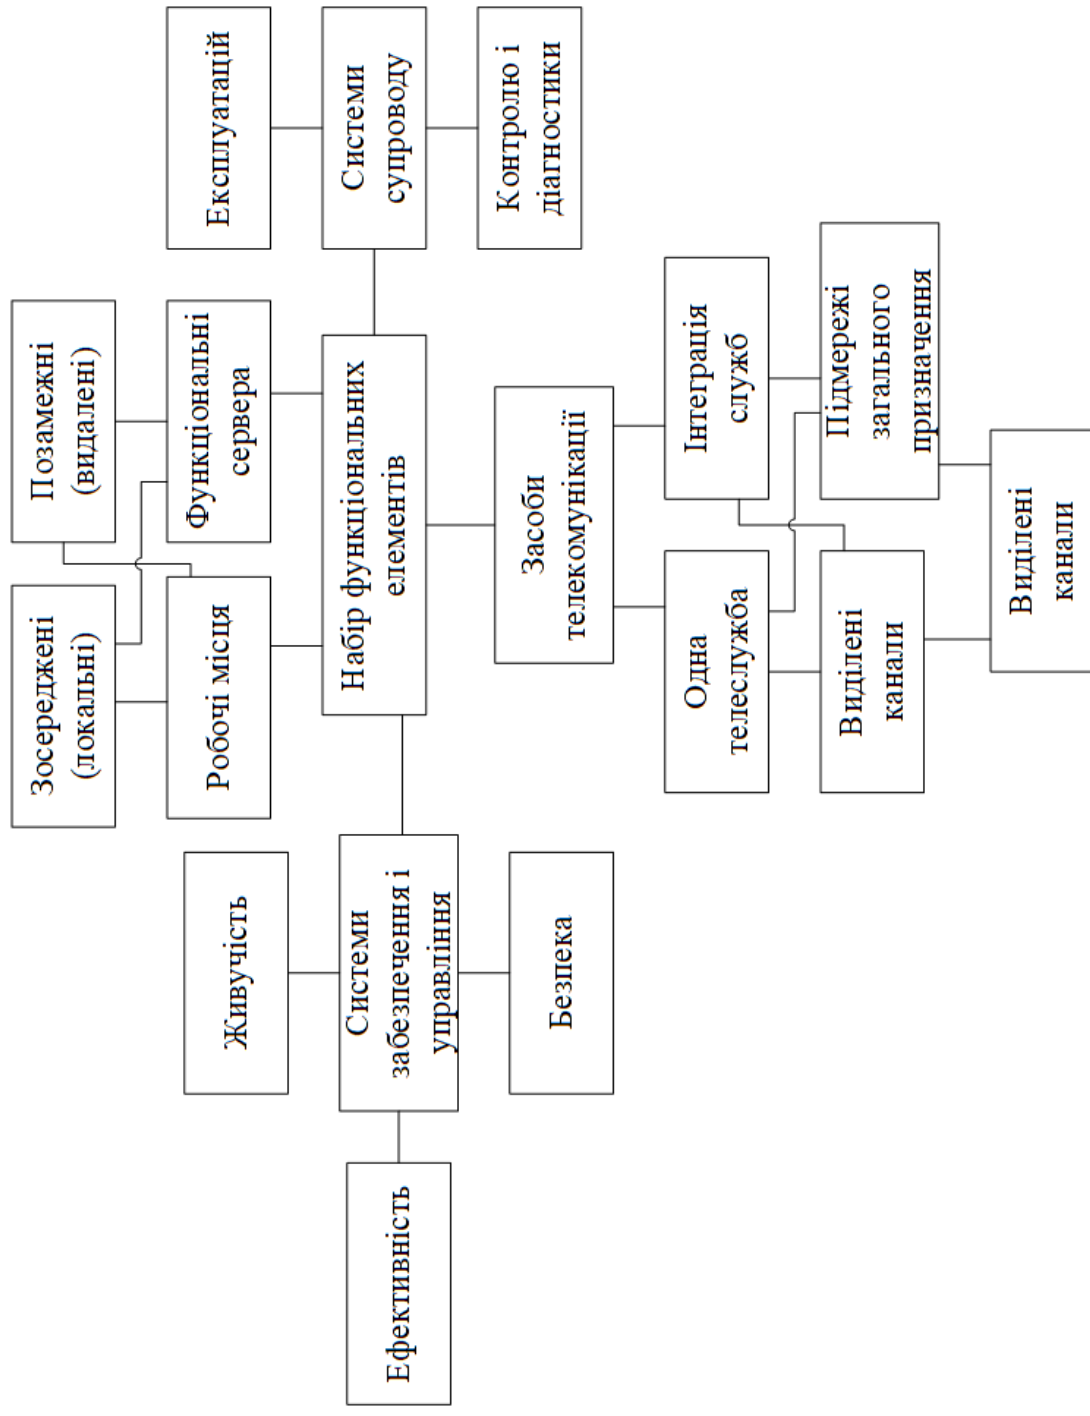 Зосереджені
(локальні)
Позамежні
(видалені)
Живучість
Робочі місця
Функціональні
сервера
Експлуатацій
Ефективність
Системи
забезпечення і
управління
Набір функціональних
елементів
Системи
супроводу
Безпека
Засоби
телекомунікації
Контролю і
діагностики
Одна
телеслужба
Інтеграція
служб
Виділені
канали
Підмережі
загального
призначення
Виділені
канали